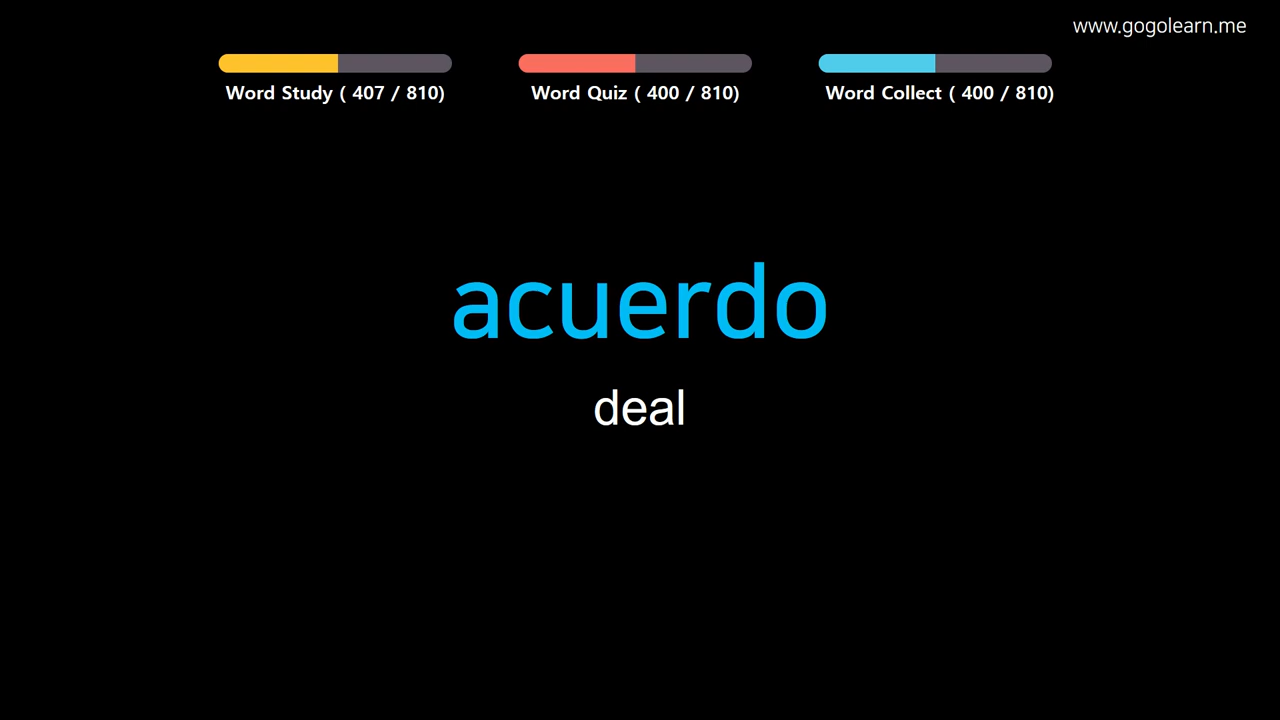 www.gogolearn.me
Word Study ( 407 / 810)
Word Quiz ( 400 / 810)
Word Collect ( 400 / 810)
acuerdo
deal